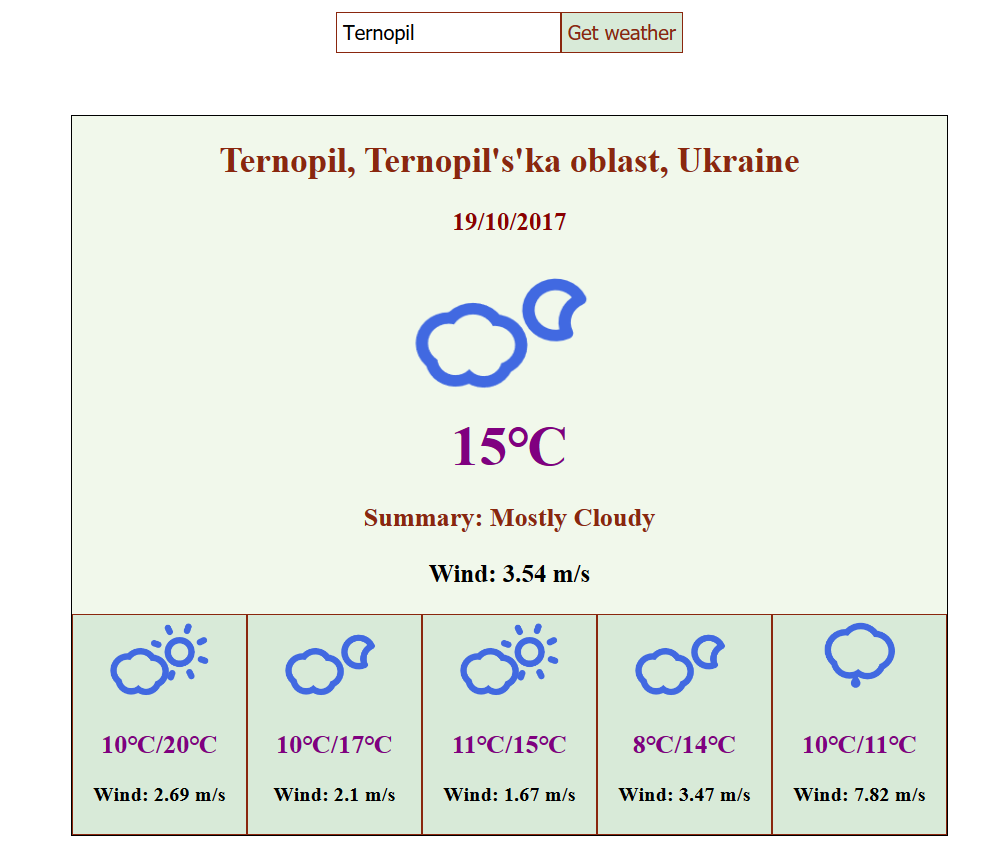 Ternopil Get weather
Ternopil, Ternopil's'ka oblast, Ukraine
19/10/2017
15°C
Summary: Mostly Cloudy
Wind: 3.54 m/s
10°C/20°C 10°C/17°C 11°C/15°C 8°C/14°C 10°C/11°C
Wind: 2.69 m/s Wind: 2.1 m/s Wind: 1.67 m/s Wind: 3.47 m/s Wind: 7.82 m/s